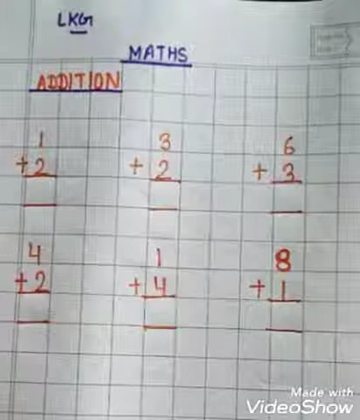 LKG
MATHS
ADDITION
1 3 6
+2 +2 +3
4 1 8
+2 +4 +1
Made with
VideoShow